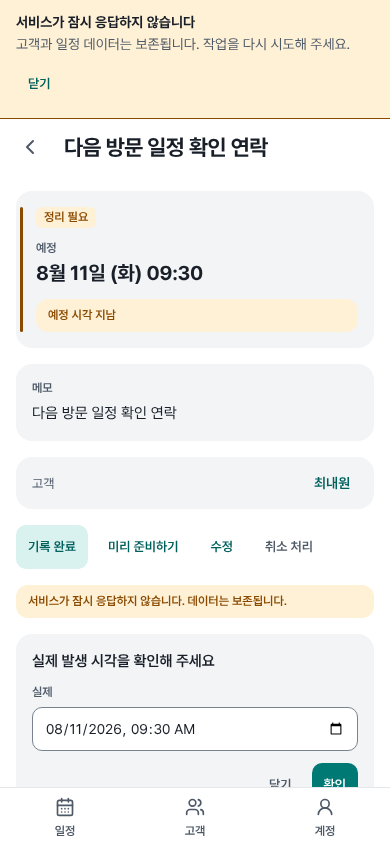 서비스가 잠시 응답하지 않습니다
고객과 일정 데이터는 보존됩니다. 작업을 다시 시도해 주세요.
닫기
다음 방문 일정 확인 연락
정리 필요
예정
8월 11일 (화) 09:30
예정 시각 지남
메모
다음 방문 일정 확인 연락
고객 최내원
기록 완료 미리 준비하기 수정 취소 처리
서비스가 잠시 응답하지 않습니다. 데이터는 보존됩니다.
실제 발생 시각을 확인해 주세요
실제
08/11/2026, 09:30 AM
닫기 확인
일정 고객 계정